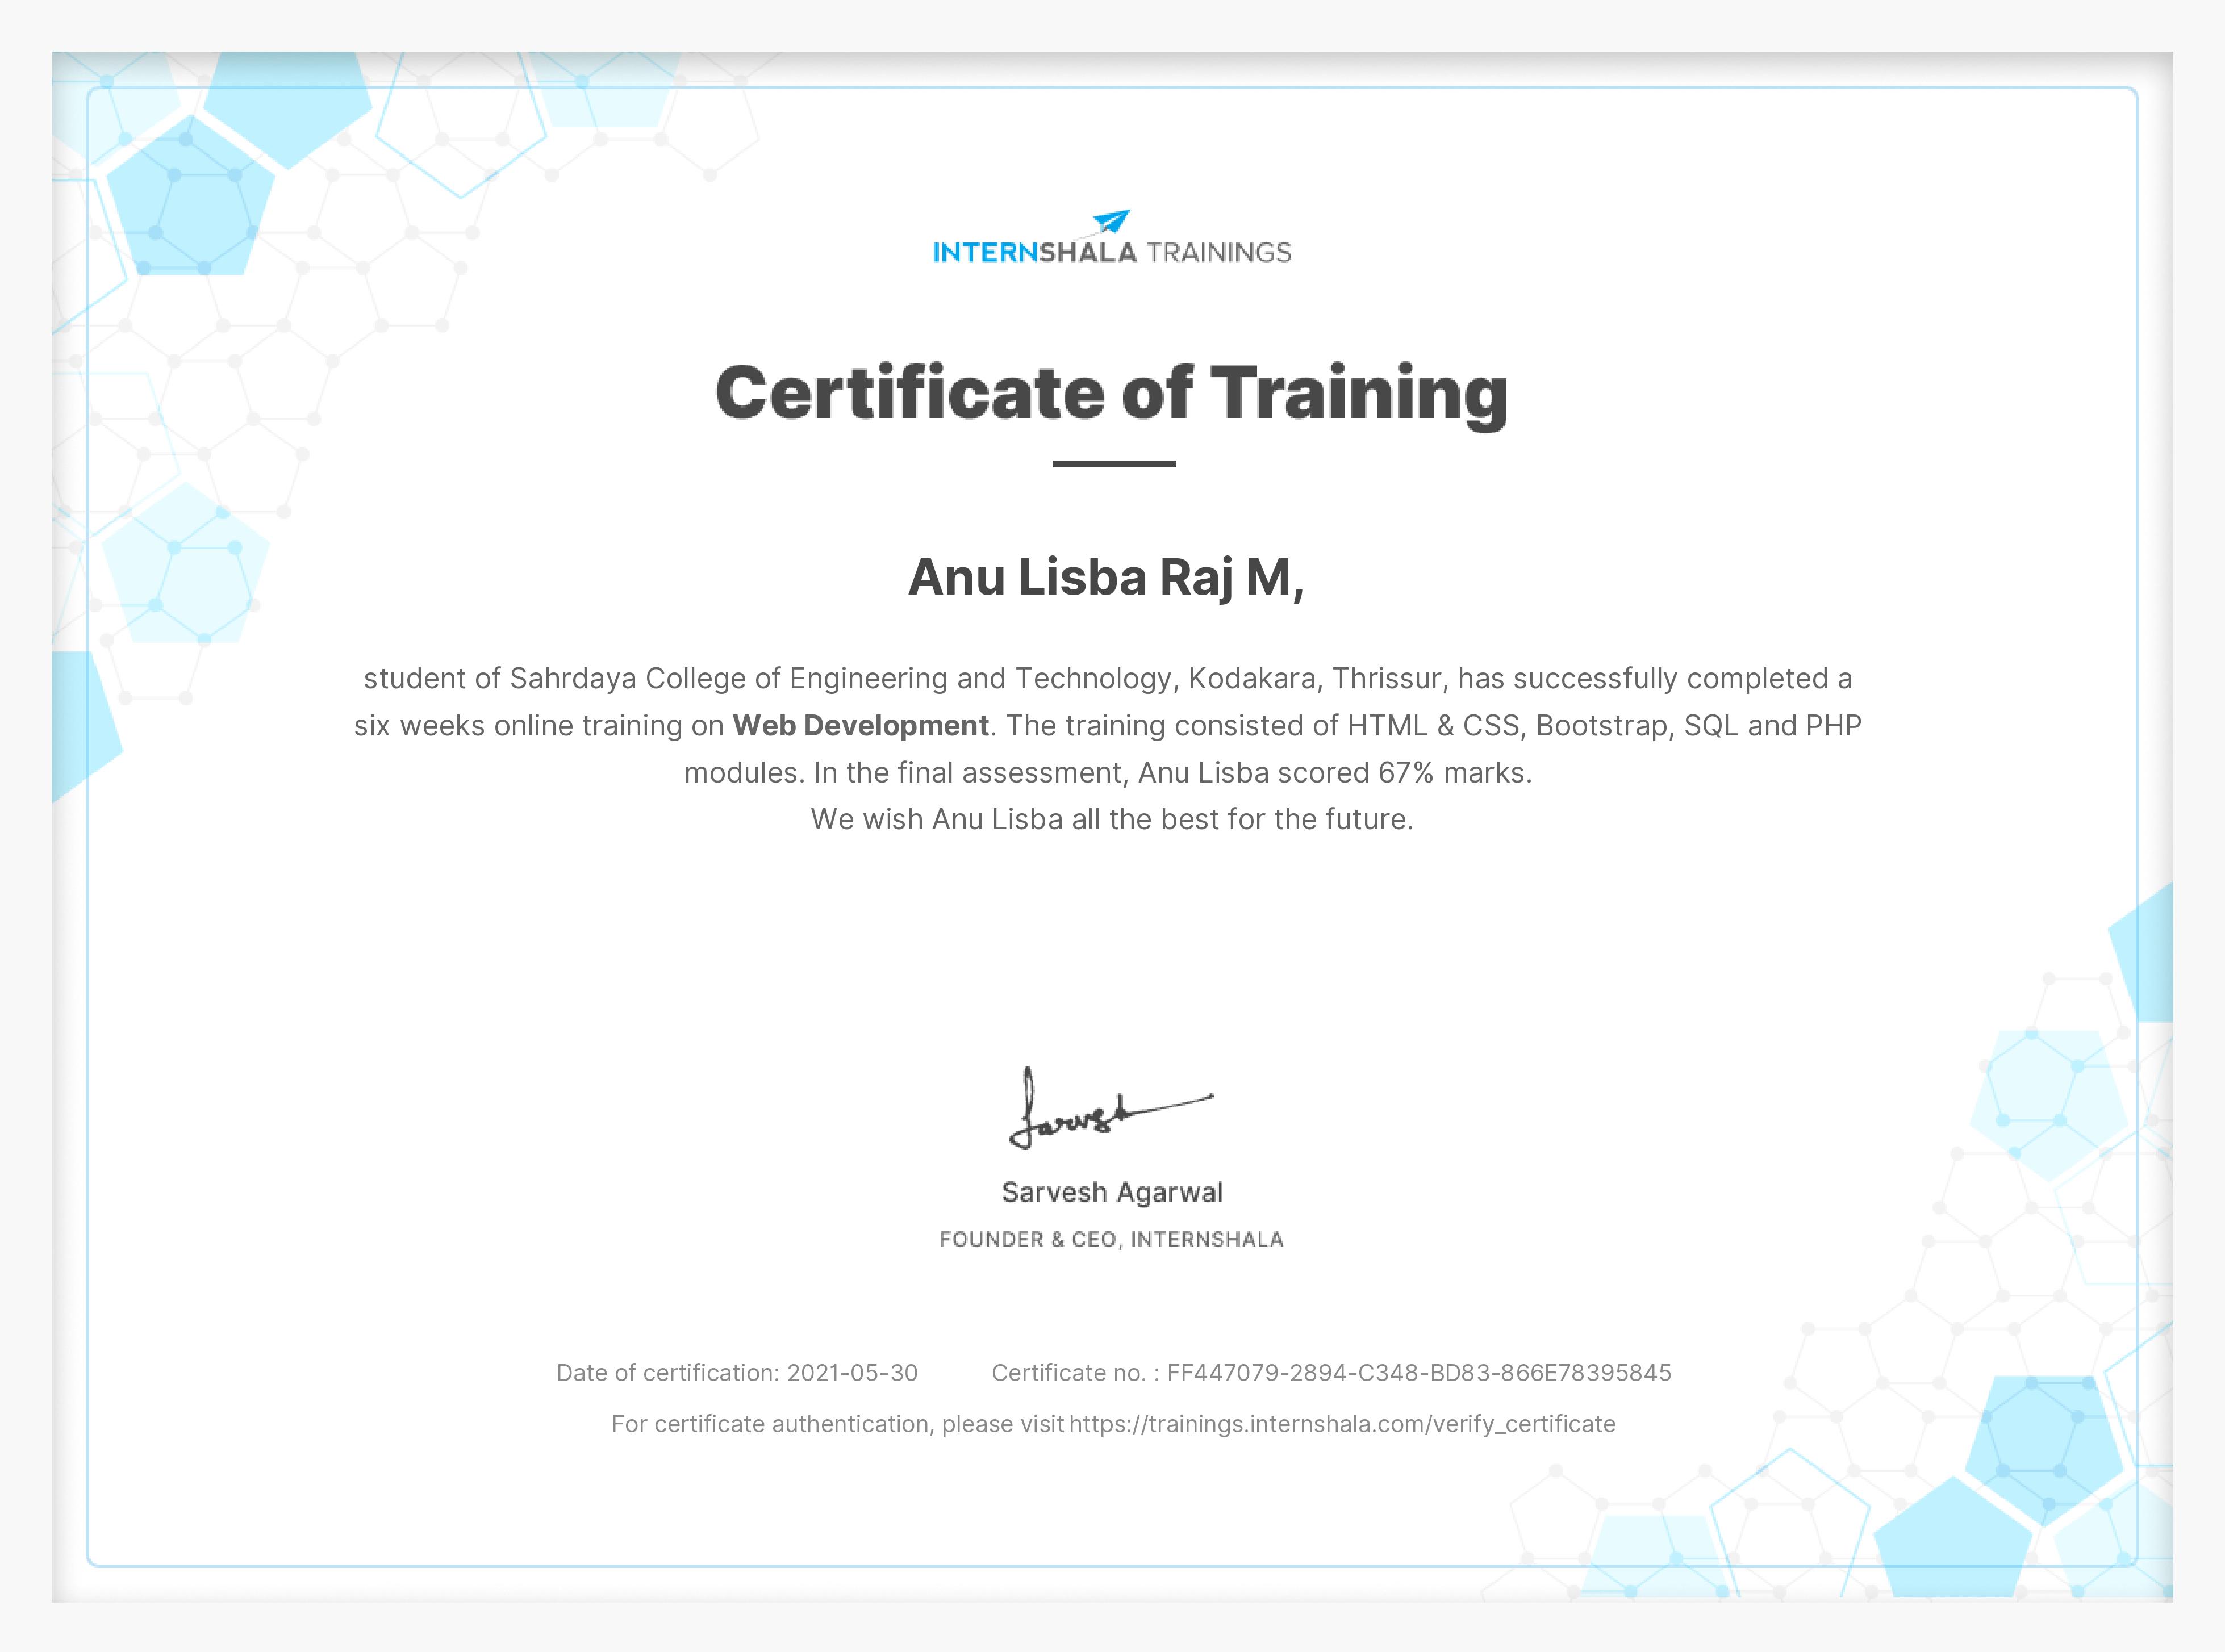 INTERNSHALA TRAININGS
Certificate of Training
Anu Lisba Raj M,
student of Sahrdaya College of Engineering and Technology, Kodakara, Thrissur, has successfully completed a
six weeks online training on Web Development. The training consisted of HTML & CSS, Bootstrap, SQL and PHP
modules. In the final assessment, Anu Lisba scored 67% marks.
We wish Anu Lisba all the best for the future.
Sarvesh
Sarvesh Agarwal
FOUNDER & CEO, INTERNSHALA
Date of certification: 2021-05-30 Certificate no. : FF447079-2894-C348-BD83-866E78395845
For certificate authentication, please visit https://trainings.internshala.com/verify_certificate